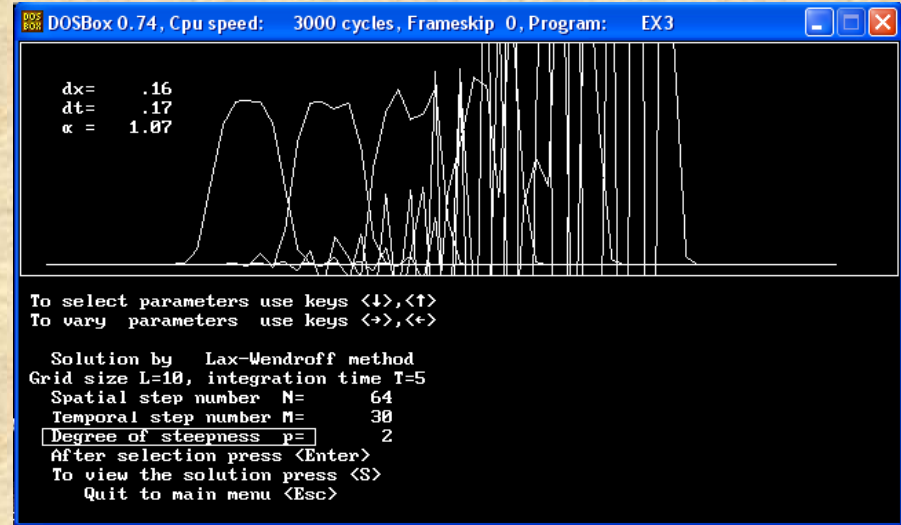 DOSBox 0.74, Cpu speed: 3000 cycles, Frameskip 0, Program: EX3
dx= .16
dt= .17
α = 1.07
To select parameters use keys <↓>,<↑>
To vary parameters use keys <→>,<←>
Solution by Lax-Wendroff method
Grid size L=10, integration time T=5
Spatial step number N= 64
Temporal step number M= 30
Degree of steepness p= 2
After selection press <Enter>
To view the solution press <S>
Quit to main menu <Esc>